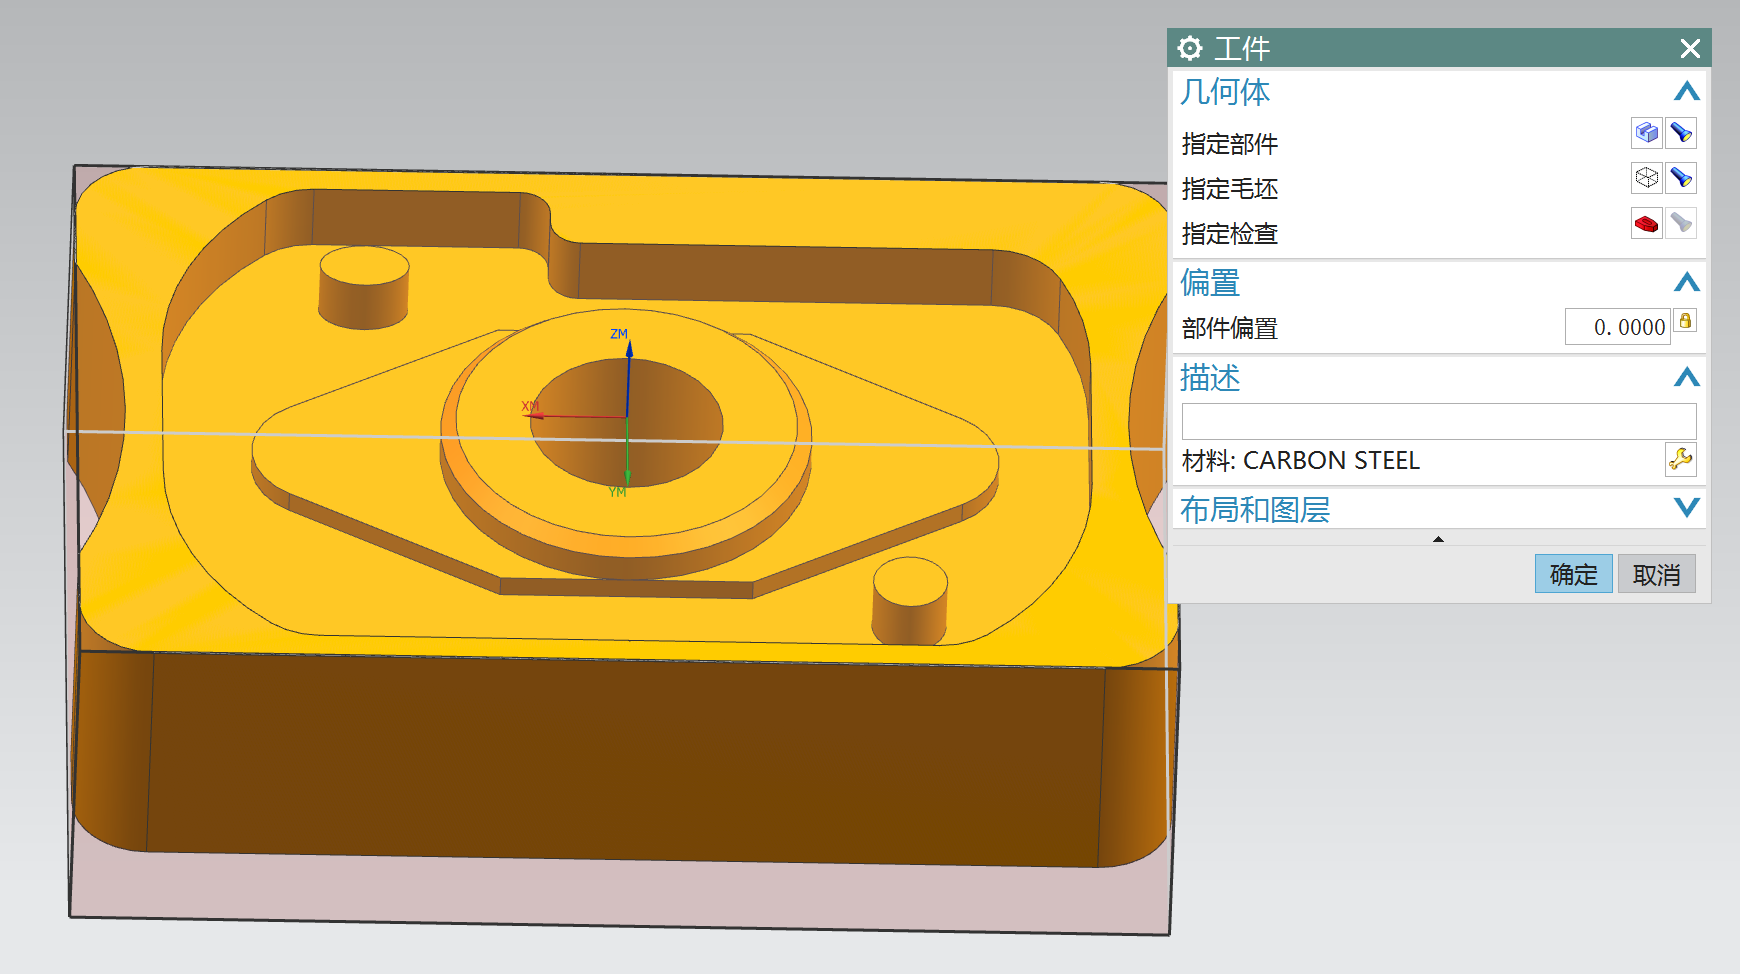 工件
几何体
指定部件
指定毛坯
指定检查
偏置
部件偏置 0.0000
描述
材料: CARBON STEEL
布局和图层
确定 取消
ZM
XM
YM